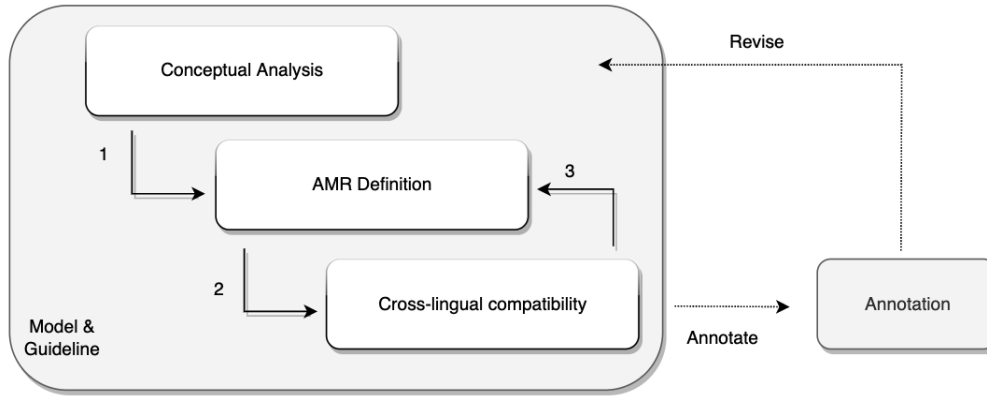 Revise
Conceptual Analysis
1
AMR Definition
3
2
Cross-lingual compatibility
Annotation
Model &
Guideline
Annotate